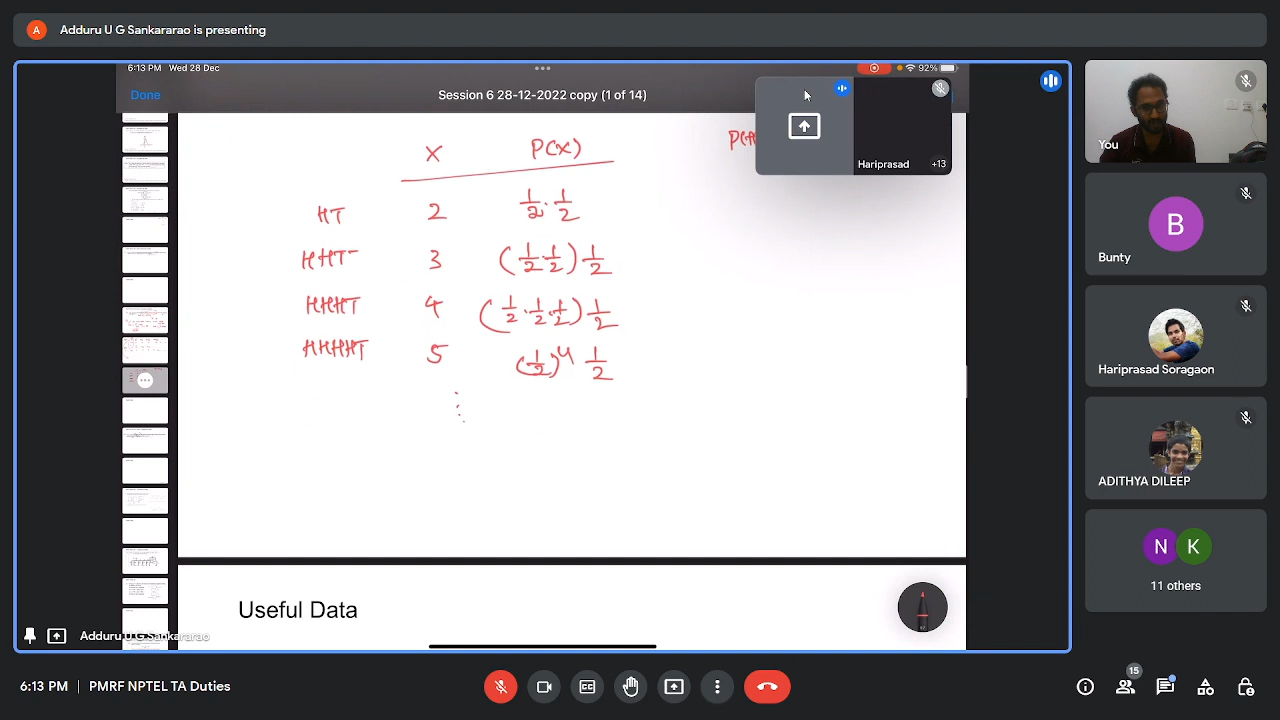 A Adduru U G Sankararao is presenting
6:13 PM Wed 28 Dec
92%
Done
Session 6 28-12-2022 copy (1 of 14)
Hariprasad +13
X P(X)
HT 2 1/2 · 1/2
HHT 3 (1/2 · 1/2) 1/2
HHHT 4 (1/2 · 1/2 · 1/2) 1/2
HHHHT 5 (1/2)^4 1/2
⋮
Useful Data
Adduru U G Sankararao
You
B
Bunty
Hariprasad Soragaon
ADITHYA DILEEP
N K
11 others
6:13 PM | PMRF NPTEL TA Duties
15